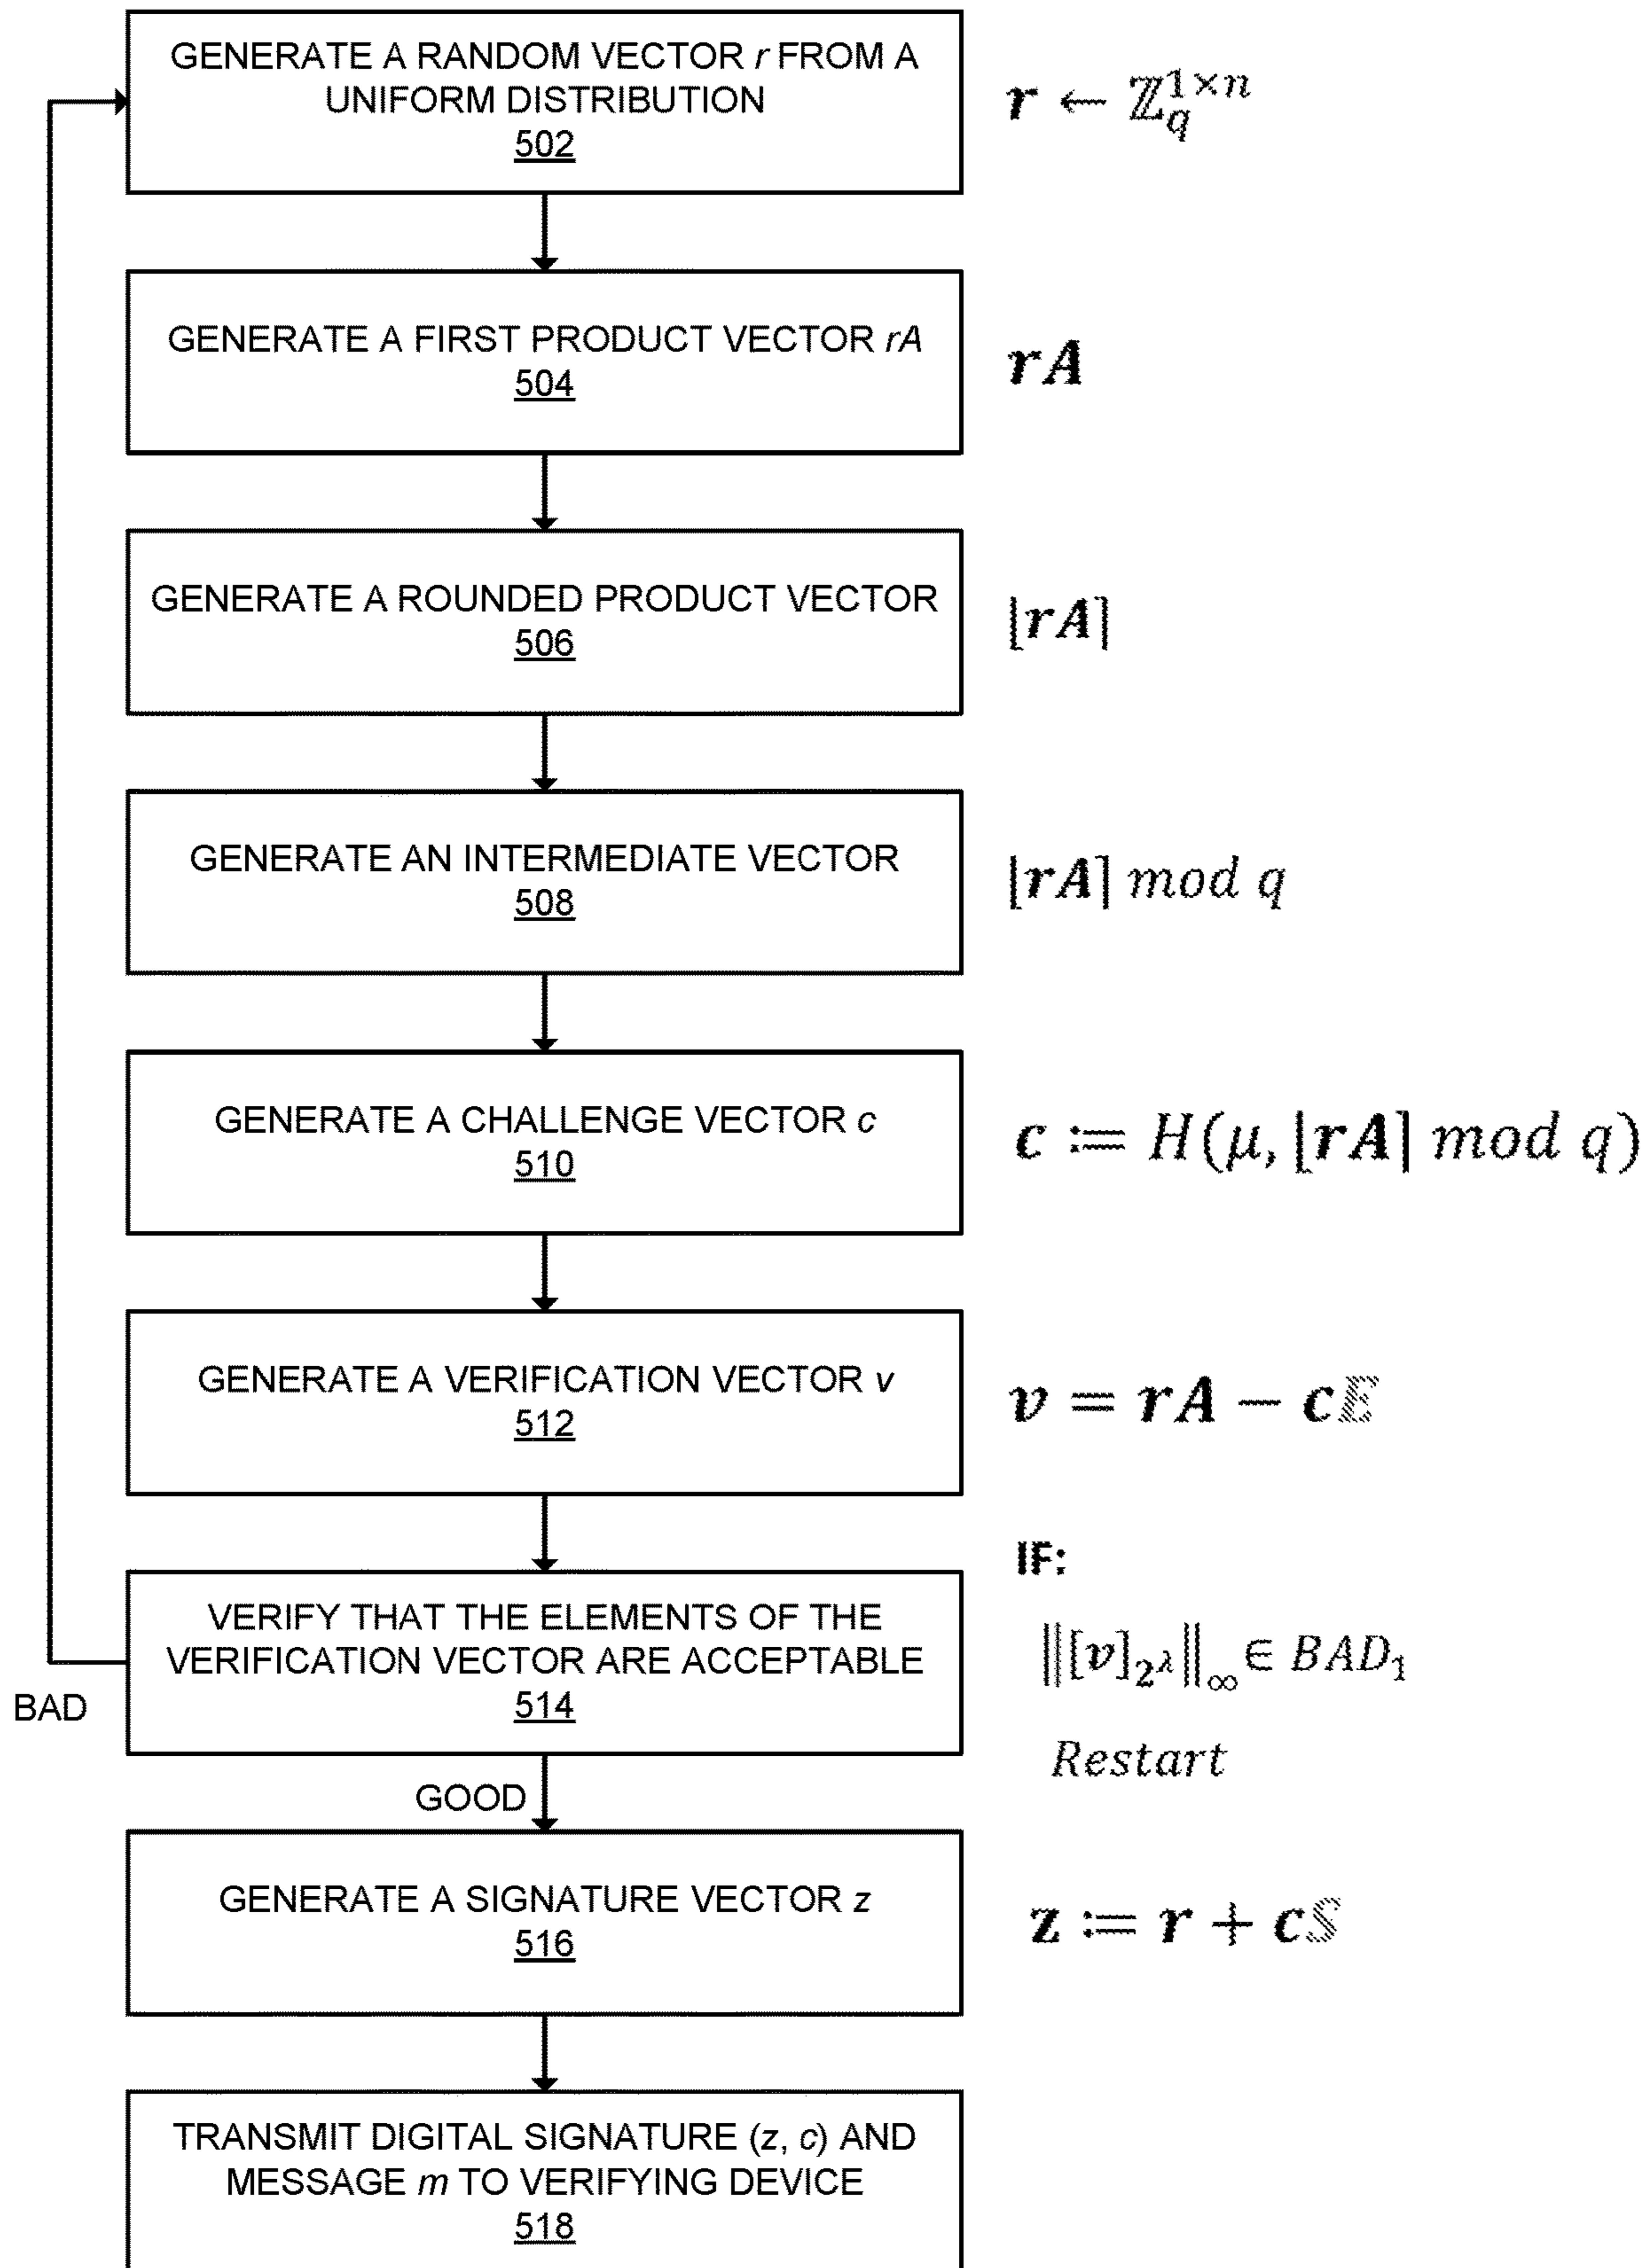 GENERATE A RANDOM VECTOR r FROM A
UNIFORM DISTRIBUTION
502
r ← ℤ_q^{1×n}
GENERATE A FIRST PRODUCT VECTOR rA
504
rA
GENERATE A ROUNDED PRODUCT VECTOR
506
⌊rA⌉
GENERATE AN INTERMEDIATE VECTOR
508
⌊rA⌉ mod q
GENERATE A CHALLENGE VECTOR c
510
c := H(μ, ⌊rA⌉ mod q)
GENERATE A VERIFICATION VECTOR v
512
v = rA − c𝔼
VERIFY THAT THE ELEMENTS OF THE
VERIFICATION VECTOR ARE ACCEPTABLE
514
IF:
‖[v]_{2^λ}‖_∞ ∈ BAD₁
Restart
BAD
GOOD
GENERATE A SIGNATURE VECTOR z
516
z := r + c𝕊
TRANSMIT DIGITAL SIGNATURE (z, c) AND
MESSAGE m TO VERIFYING DEVICE
518